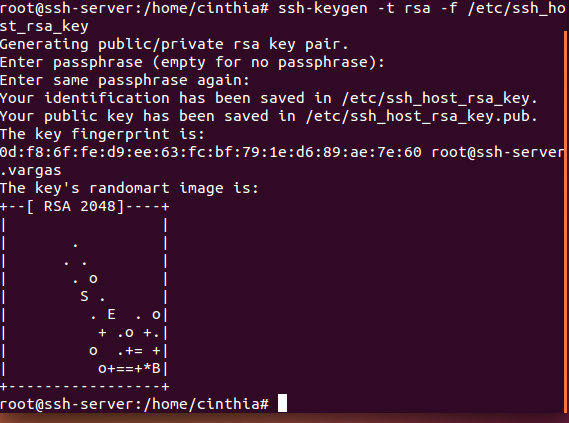 root@ssh-server:/home/cinthia# ssh-keygen -t rsa -f /etc/ssh_ho
st_rsa_key
Generating public/private rsa key pair.
Enter passphrase (empty for no passphrase):
Enter same passphrase again:
Your identification has been saved in /etc/ssh_host_rsa_key.
Your public key has been saved in /etc/ssh_host_rsa_key.pub.
The key fingerprint is:
0d:f8:6f:fe:d9:ee:63:fc:bf:79:1e:d6:89:ae:7e:60 root@ssh-server
.vargas
The key's randomart image is:
+--[ RSA 2048]----+
|                 |
|       .         |
|      . .        |
|       . o       |
|        S .      |
|         . E  . o|
|          + .o +.|
|         o  .+= +|
|          o+==+*B|
+-----------------+
root@ssh-server:/home/cinthia#